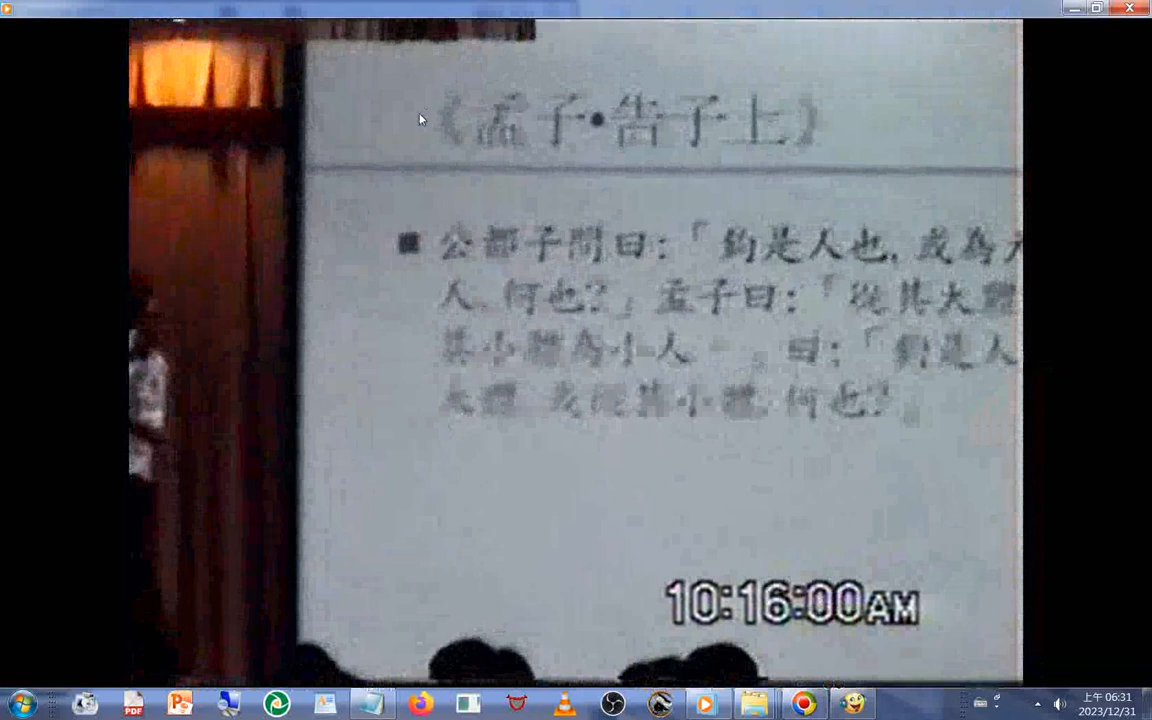 《孟子•告子上》
■ 公都子問曰:「鈞是人也,或為
人,何也?」孟子曰:「從其大體
其小體為小人 」曰:「鈞是人
大體 或從其小體,何也?」
10:16:00AM
PDF
上午 06:31
2023/12/31